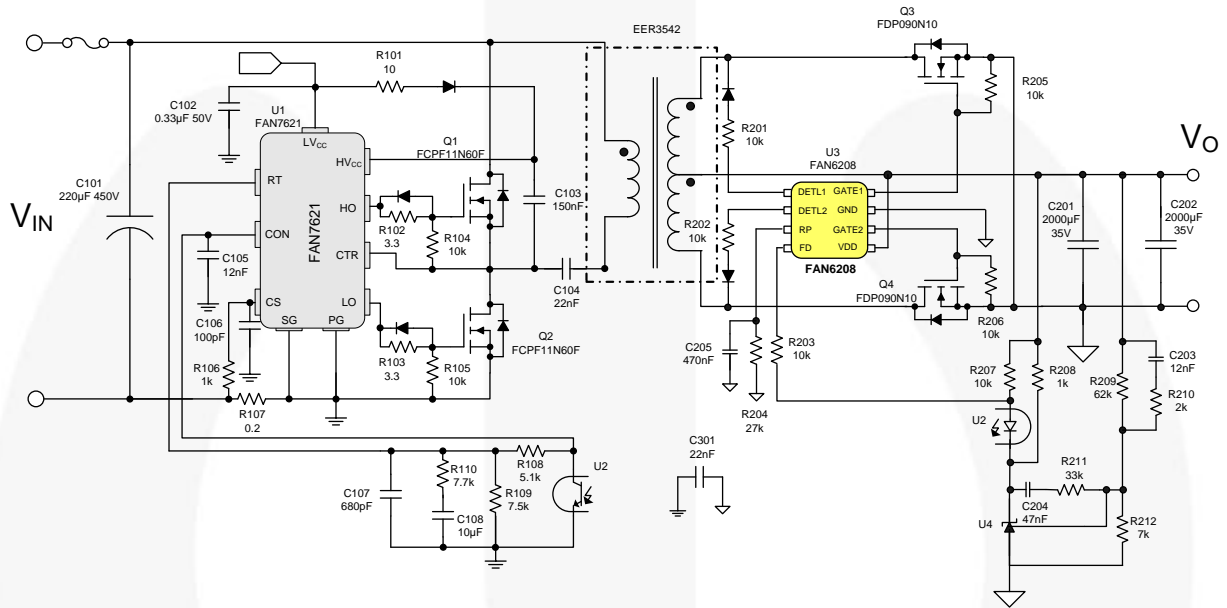 Q3
FDP090N10
EER3542
R101
10
R205
10k
C102
0.33µF 50V
U1
FAN7621
LVCC
HVCC
RT
HO
CON
CTR
CS
LO
SG
PG
FAN7621
Q1
FCPF11N60F
C103
150nF
R201
10k
U3
FAN6208
DETL1
GATE1
DETL2
GND
RP
GATE2
FD
VDD
FAN6208
VO
C101
220µF 450V
VIN
R102
3.3
R104
10k
R202
10k
C201
2000µF
35V
C202
2000µF
35V
C105
12nF
C104
22nF
Q4
FDP090N10
R206
10k
C106
100pF
Q2
FCPF11N60F
R103
3.3
R105
10k
R106
1k
R107
0.2
C205
470nF
R203
10k
R204
27k
R207
10k
R208
1k
R209
62k
C203
12nF
R210
2k
U2
C301
22nF
R211
33k
C204
47nF
U4
R212
7k
R108
5.1k
U2
R110
7.7k
R109
7.5k
C107
680pF
C108
10µF